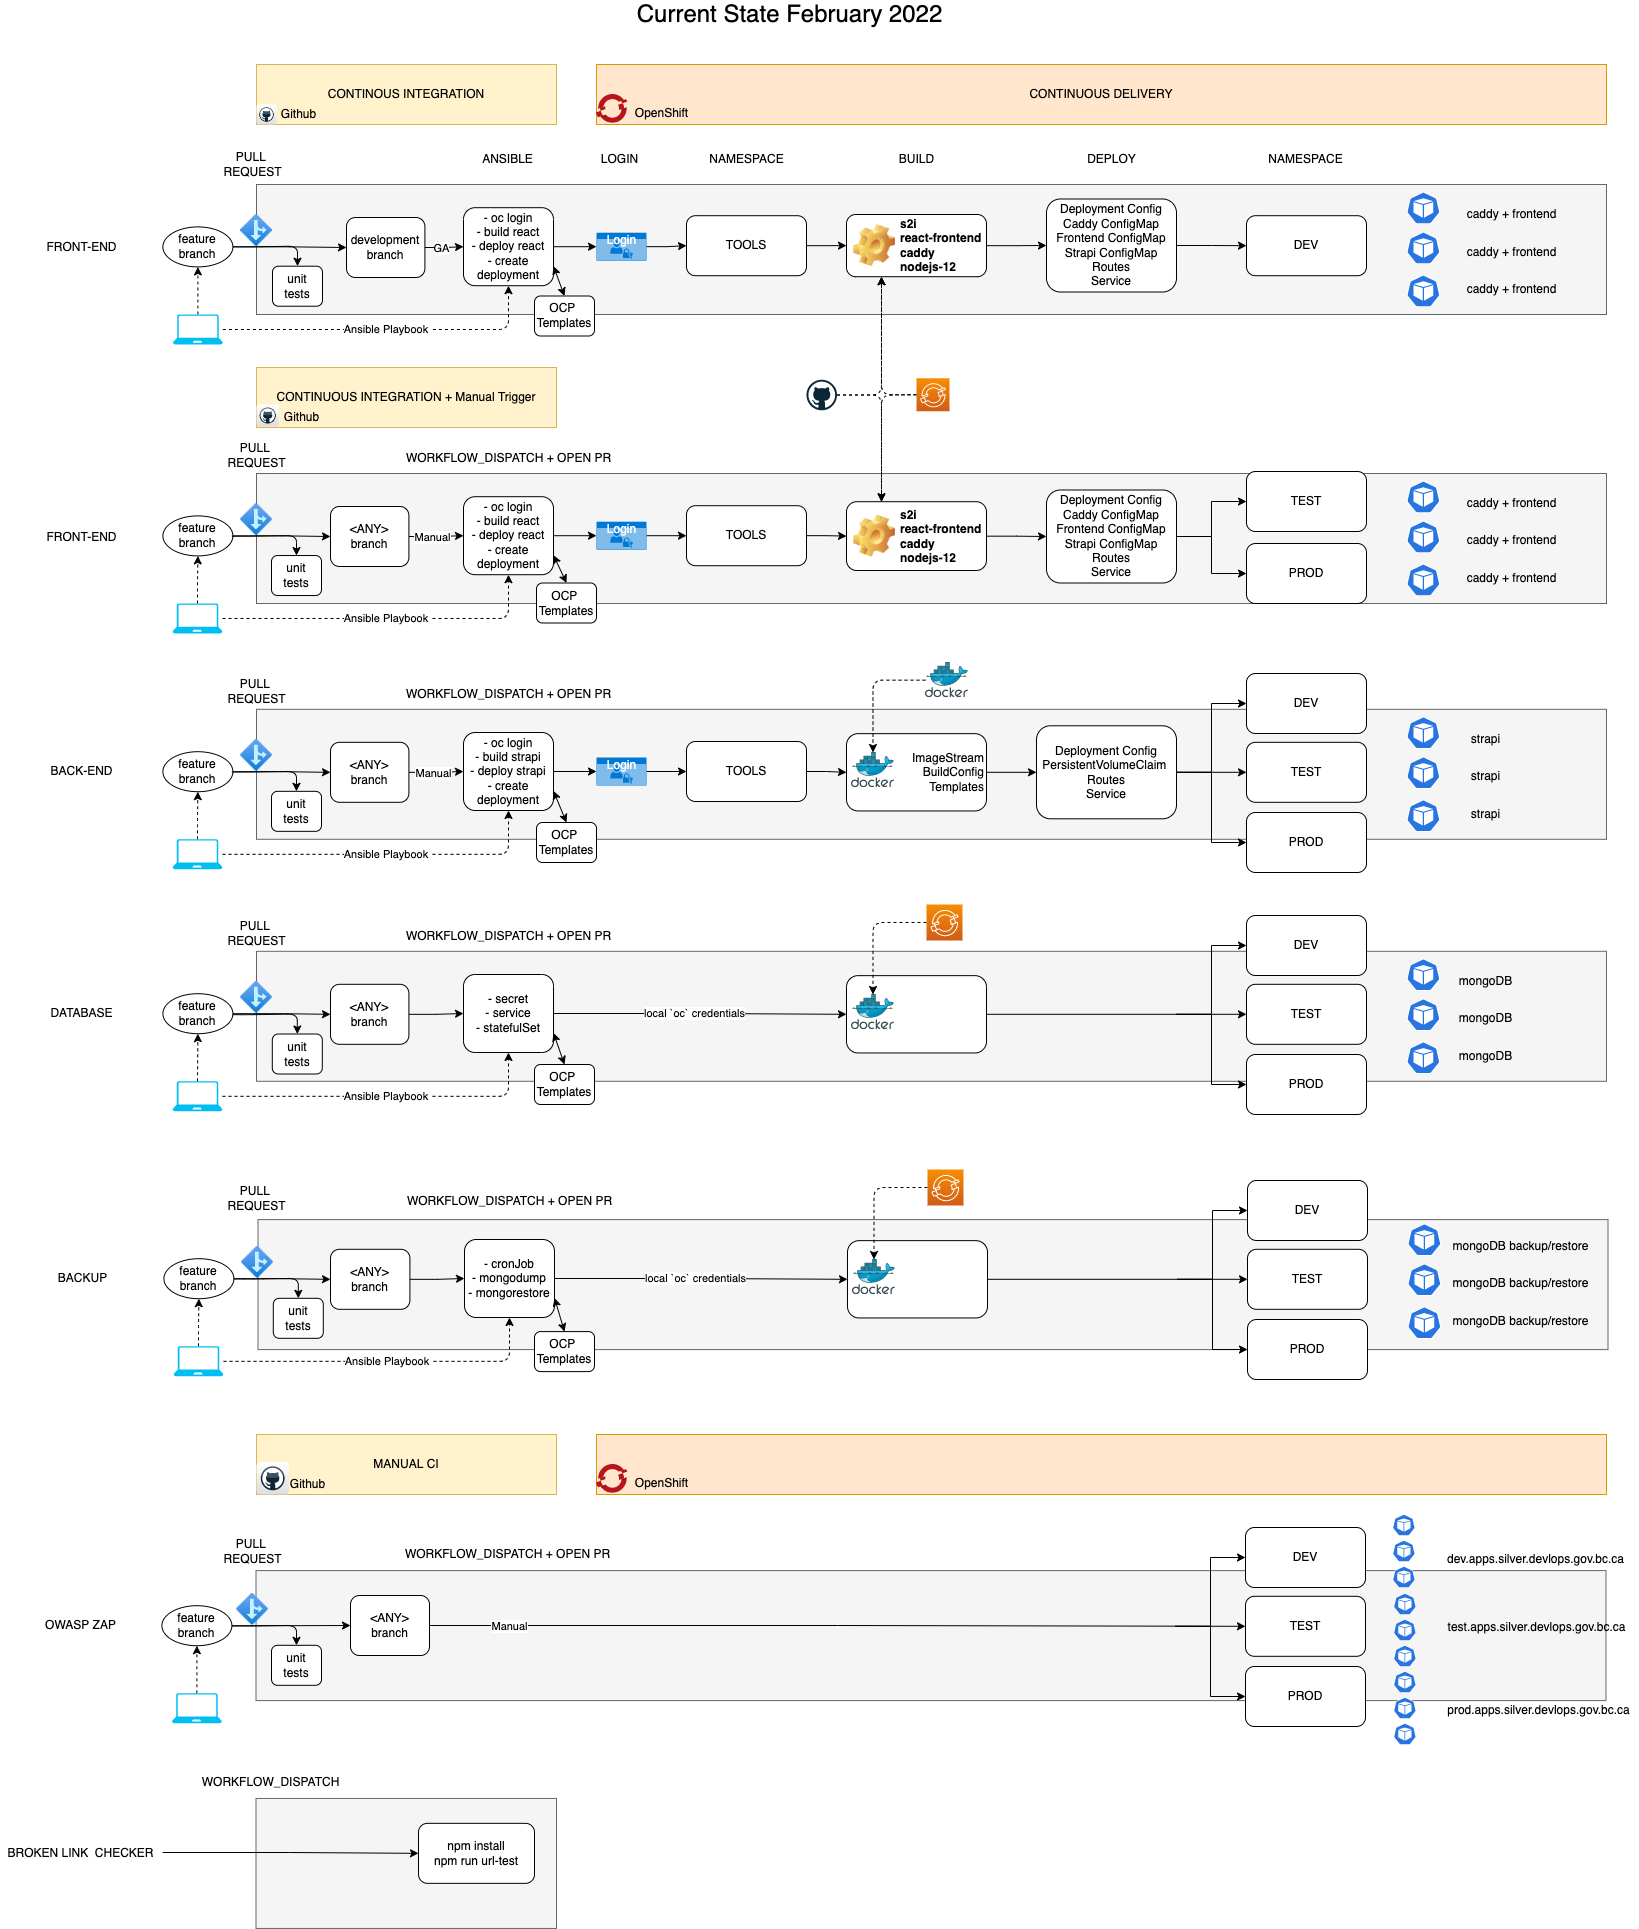 Current State February 2022
CONTINOUS INTEGRATION
Github
CONTINUOUS DELIVERY
OpenShift
PULL
REQUEST
ANSIBLE
LOGIN
NAMESPACE
BUILD
DEPLOY
NAMESPACE
FRONT-END
feature
branch
unit
tests
development
branch
GA
- oc login
- build react
- deploy react
- create
deployment
OCP
Templates
Ansible Playbook
Login
TOOLS
s2i
react-frontend
caddy
nodejs-12
Deployment Config
Caddy ConfigMap
Frontend ConfigMap
Strapi ConfigMap
Routes
Service
DEV
caddy + frontend
caddy + frontend
caddy + frontend
CONTINUOUS INTEGRATION + Manual Trigger
Github
PULL
REQUEST
WORKFLOW_DISPATCH + OPEN PR
FRONT-END
feature
branch
unit
tests
<ANY>
branch
Manual
- oc login
- build react
- deploy react
- create
deployment
OCP
Templates
Ansible Playbook
Login
TOOLS
s2i
react-frontend
caddy
nodejs-12
Deployment Config
Caddy ConfigMap
Frontend ConfigMap
Strapi ConfigMap
Routes
Service
TEST
PROD
caddy + frontend
caddy + frontend
caddy + frontend
docker
PULL
REQUEST
WORKFLOW_DISPATCH + OPEN PR
BACK-END
feature
branch
unit
tests
<ANY>
branch
Manual
- oc login
- build strapi
- deploy strapi
- create
deployment
OCP
Templates
Ansible Playbook
Login
TOOLS
docker
ImageStream
BuildConfig
Templates
Deployment Config
PersistentVolumeClaim
Routes
Service
DEV
TEST
PROD
strapi
strapi
strapi
PULL
REQUEST
WORKFLOW_DISPATCH + OPEN PR
DATABASE
feature
branch
unit
tests
<ANY>
branch
- secret
- service
- statefulSet
OCP
Templates
Ansible Playbook
local `oc` credentials
docker
DEV
TEST
PROD
mongoDB
mongoDB
mongoDB
PULL
REQUEST
WORKFLOW_DISPATCH + OPEN PR
BACKUP
feature
branch
unit
tests
<ANY>
branch
- cronJob
- mongodump
- mongorestore
OCP
Templates
Ansible Playbook
local `oc` credentials
docker
DEV
TEST
PROD
mongoDB backup/restore
mongoDB backup/restore
mongoDB backup/restore
MANUAL CI
Github
OpenShift
PULL
REQUEST
WORKFLOW_DISPATCH + OPEN PR
OWASP ZAP
feature
branch
unit
tests
<ANY>
branch
Manual
DEV
TEST
PROD
dev.apps.silver.devlops.gov.bc.ca
test.apps.silver.devlops.gov.bc.ca
prod.apps.silver.devlops.gov.bc.ca
WORKFLOW_DISPATCH
BROKEN LINK CHECKER
npm install
npm run url-test